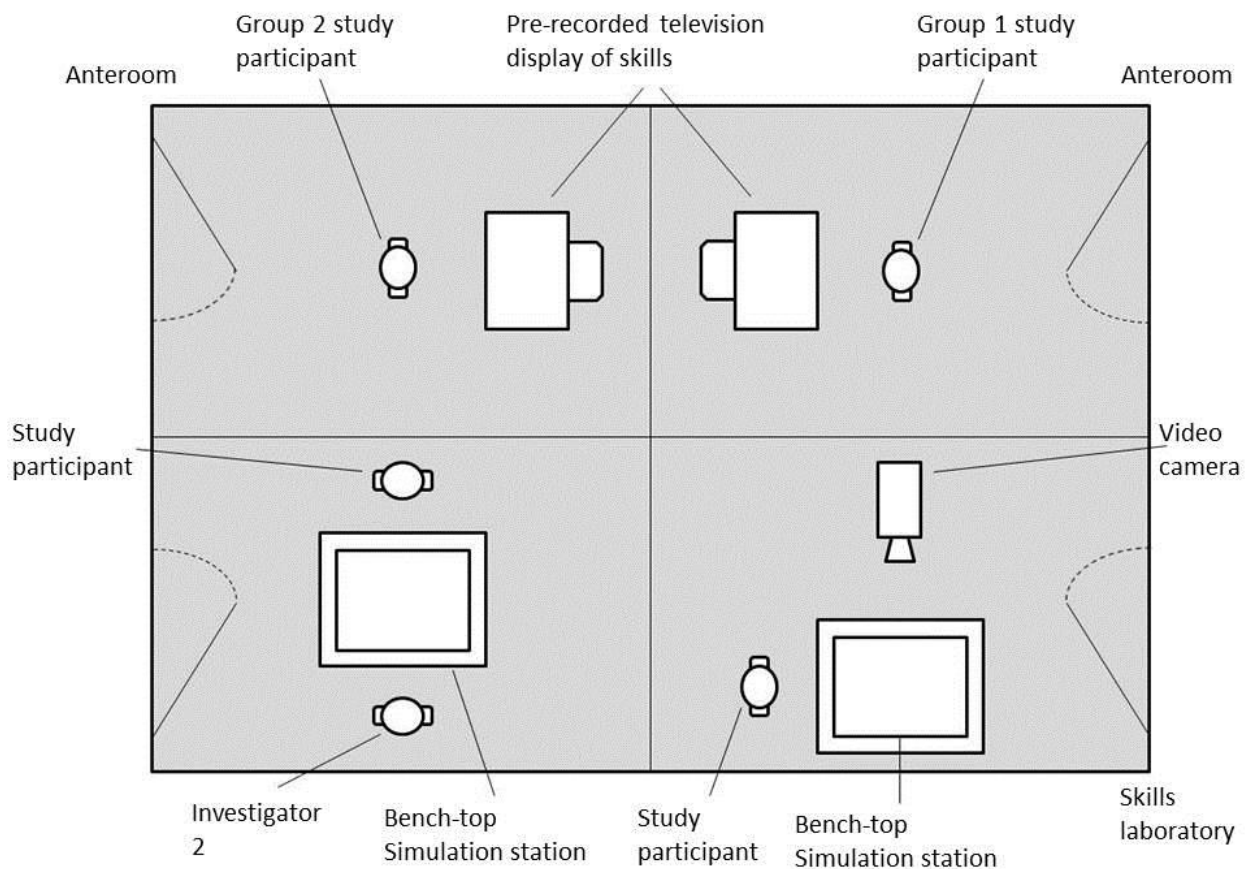 Group 2 study
participant
Pre-recorded television
display of skills
Group 1 study
participant
Anteroom
Anteroom
Study
participant
Video
camera
Investigator
2
Bench-top
Simulation station
Study
participant
Bench-top
Simulation station
Skills
laboratory